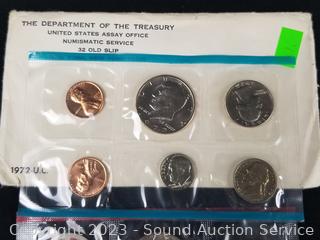 THE DEPARTMENT OF THE TREASURY
UNITED STATES ASSAY OFFICE
NUMISMATIC SERVICE
32 OLD SLIP
1972-U.C.
Copyright 2023 - Sound Auction Service